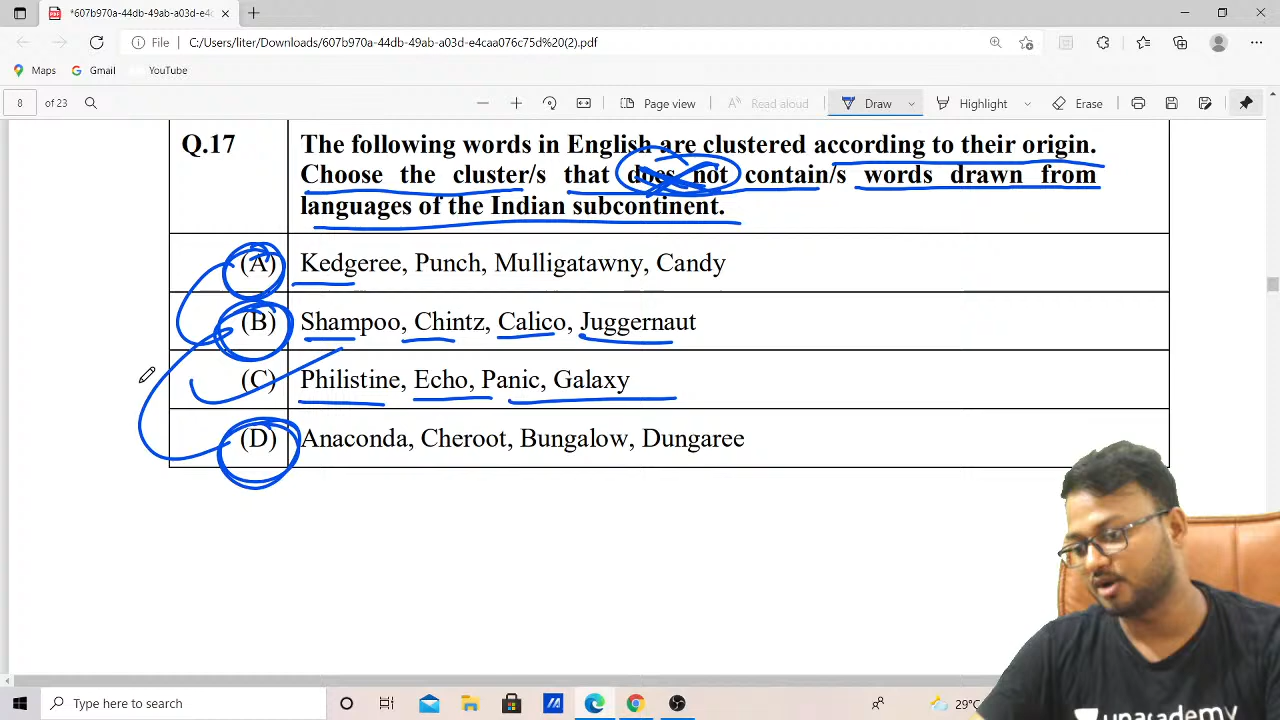 *607b970a-44db-49ab-a03d-e4c
File C:/Users/liter/Downloads/607b970a-44db-49ab-a03d-e4caa076c75d%20(2).pdf
Maps Gmail YouTube
8 of 23 Page view Read aloud Draw Highlight Erase
Q.17 The following words in English are clustered according to their origin.
Choose the cluster/s that does not contain/s words drawn from
languages of the Indian subcontinent.
(A) Kedgeree, Punch, Mulligatawny, Candy
(B) Shampoo, Chintz, Calico, Juggernaut
(C) Philistine, Echo, Panic, Galaxy
(D) Anaconda, Cheroot, Bungalow, Dungaree
unacademy
Type here to search 29°C